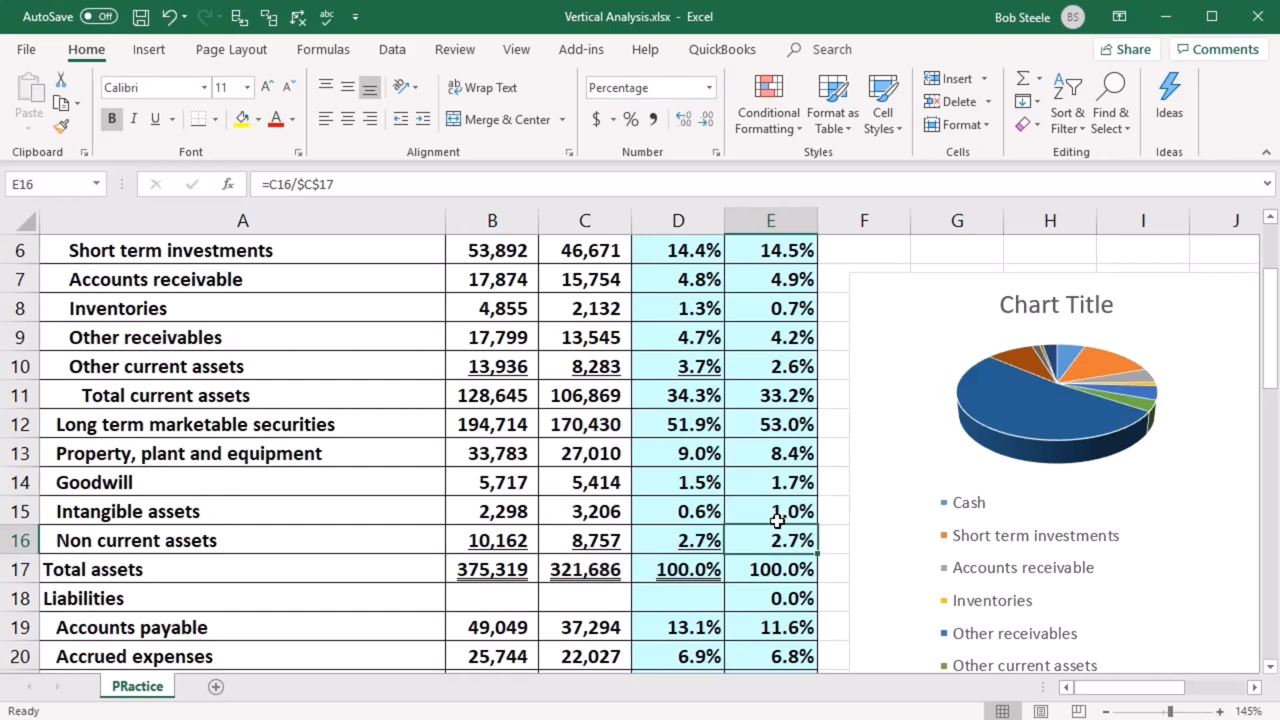 AutoSave Off Vertical Analysis.xlsx - Excel Bob Steele BS
File Home Insert Page Layout Formulas Data Review View Add-ins Help QuickBooks Search Share Comments
Paste Calibri 11 Wrap Text Percentage Conditional Formatting Format as Table Cell Styles Insert Delete Format Sort & Filter Find & Select Ideas
B I U Merge & Center $ %
Clipboard Font Alignment Number Styles Cells Editing Ideas
E16 fx =C16/$C$17
A B C D E F G H I J
6 Short term investments 53,892 46,671 14.4% 14.5%
7 Accounts receivable 17,874 15,754 4.8% 4.9%
8 Inventories 4,855 2,132 1.3% 0.7%
9 Other receivables 17,799 13,545 4.7% 4.2%
10 Other current assets 13,936 8,283 3.7% 2.6%
11 Total current assets 128,645 106,869 34.3% 33.2%
12 Long term marketable securities 194,714 170,430 51.9% 53.0%
13 Property, plant and equipment 33,783 27,010 9.0% 8.4%
14 Goodwill 5,717 5,414 1.5% 1.7%
15 Intangible assets 2,298 3,206 0.6% 1.0%
16 Non current assets 10,162 8,757 2.7% 2.7%
17 Total assets 375,319 321,686 100.0% 100.0%
18 Liabilities 0.0%
19 Accounts payable 49,049 37,294 13.1% 11.6%
20 Accrued expenses 25,744 22,027 6.9% 6.8%
Chart Title
Cash
Short term investments
Accounts receivable
Inventories
Other receivables
Other current assets
PRactice
Ready 145%